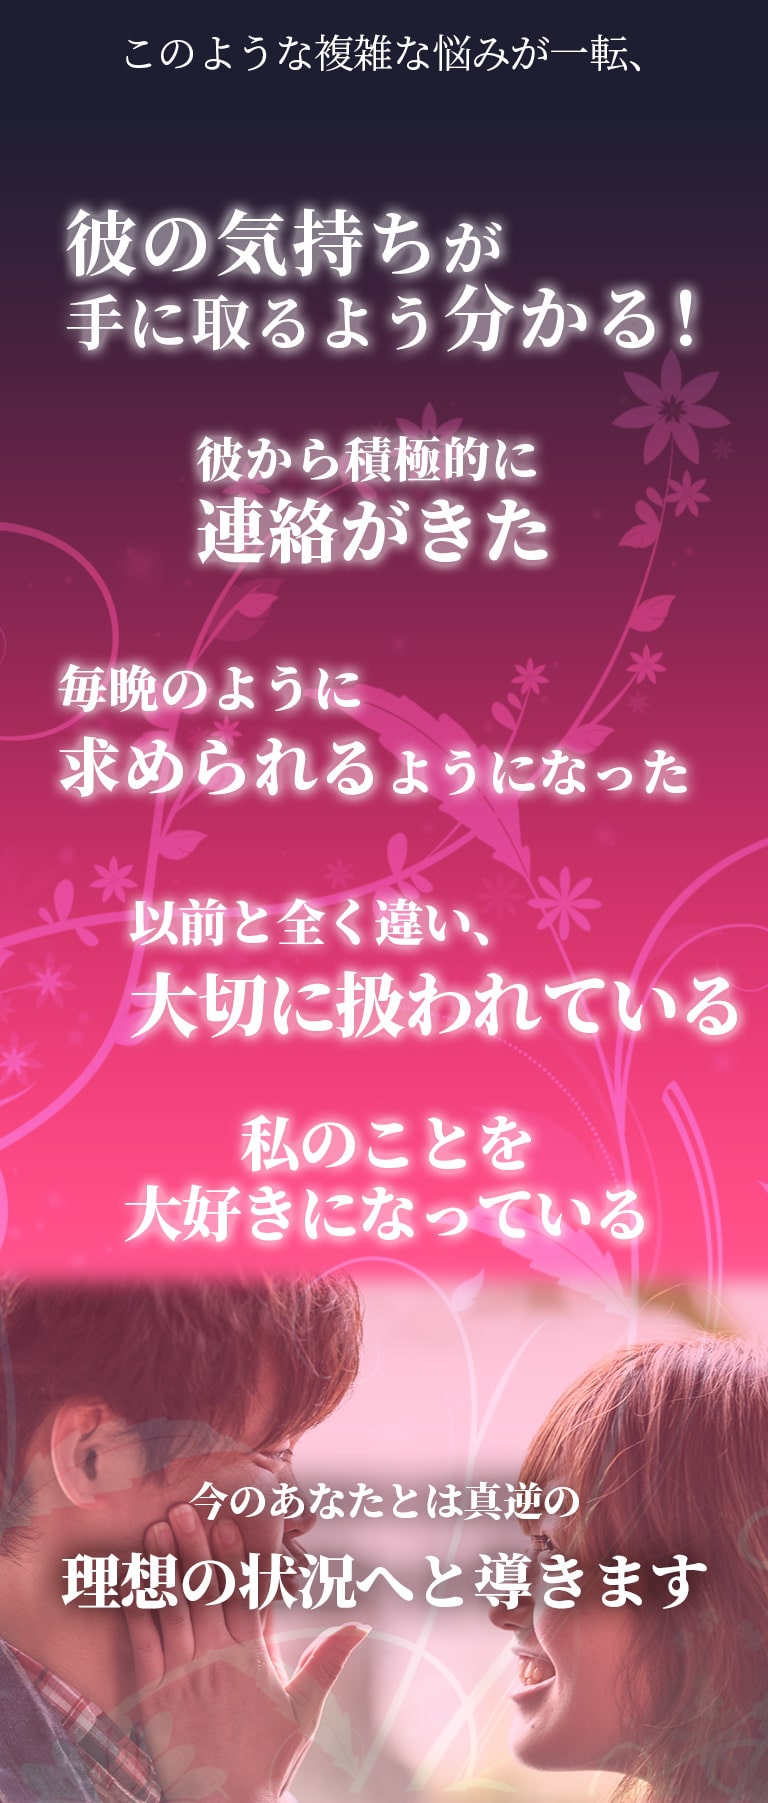 このような複雑な悩みが一転、
彼の気持ちが
手に取るよう分かる！
彼から積極的に
連絡がきた
毎晩のように
求められるようになった
以前と全く違い、
大切に扱われている
私のことを
大好きになっている
今のあなたとは真逆の
理想の状況へと導きます